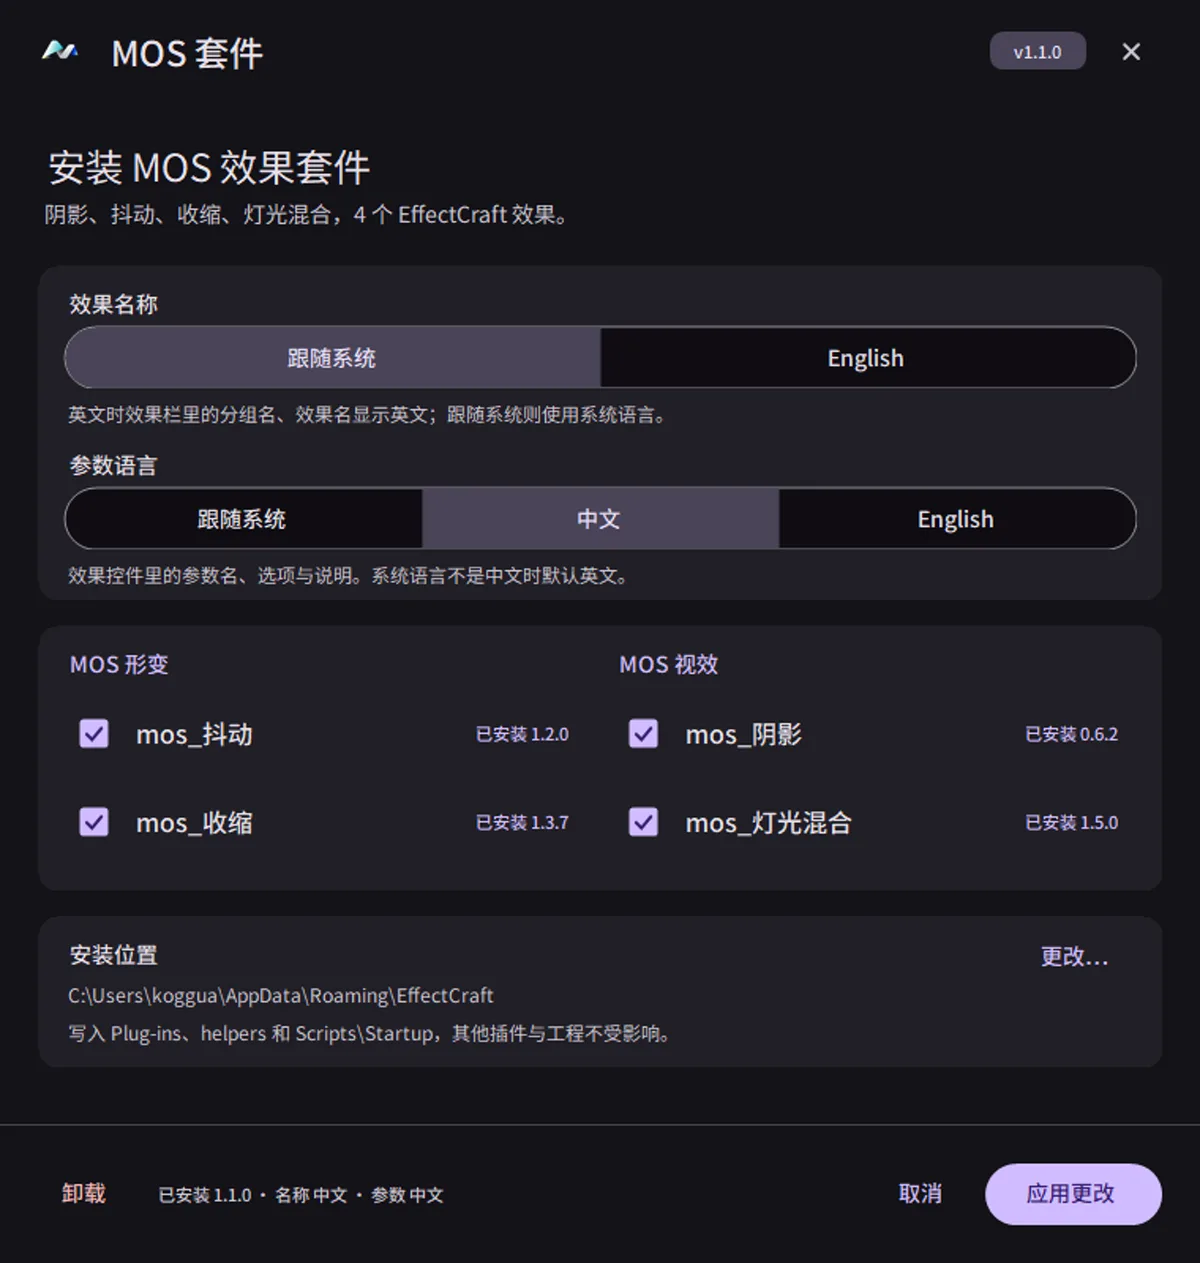 MOS 套件
v1.1.0
安装 MOS 效果套件
阴影、抖动、收缩、灯光混合，4 个 EffectCraft 效果。
效果名称
跟随系统
English
英文时效果栏里的分组名、效果名显示英文；跟随系统则使用系统语言。
参数语言
跟随系统
中文
English
效果控件里的参数名、选项与说明。系统语言不是中文时默认英文。
MOS 形变
mos_抖动
已安装 1.2.0
mos_收缩
已安装 1.3.7
MOS 视效
mos_阴影
已安装 0.6.2
mos_灯光混合
已安装 1.5.0
安装位置
更改...
C:\Users\koggua\AppData\Roaming\EffectCraft
写入 Plug-ins、helpers 和 Scripts\Startup，其他插件与工程不受影响。
卸载
已安装 1.1.0 · 名称 中文 · 参数 中文
取消
应用更改